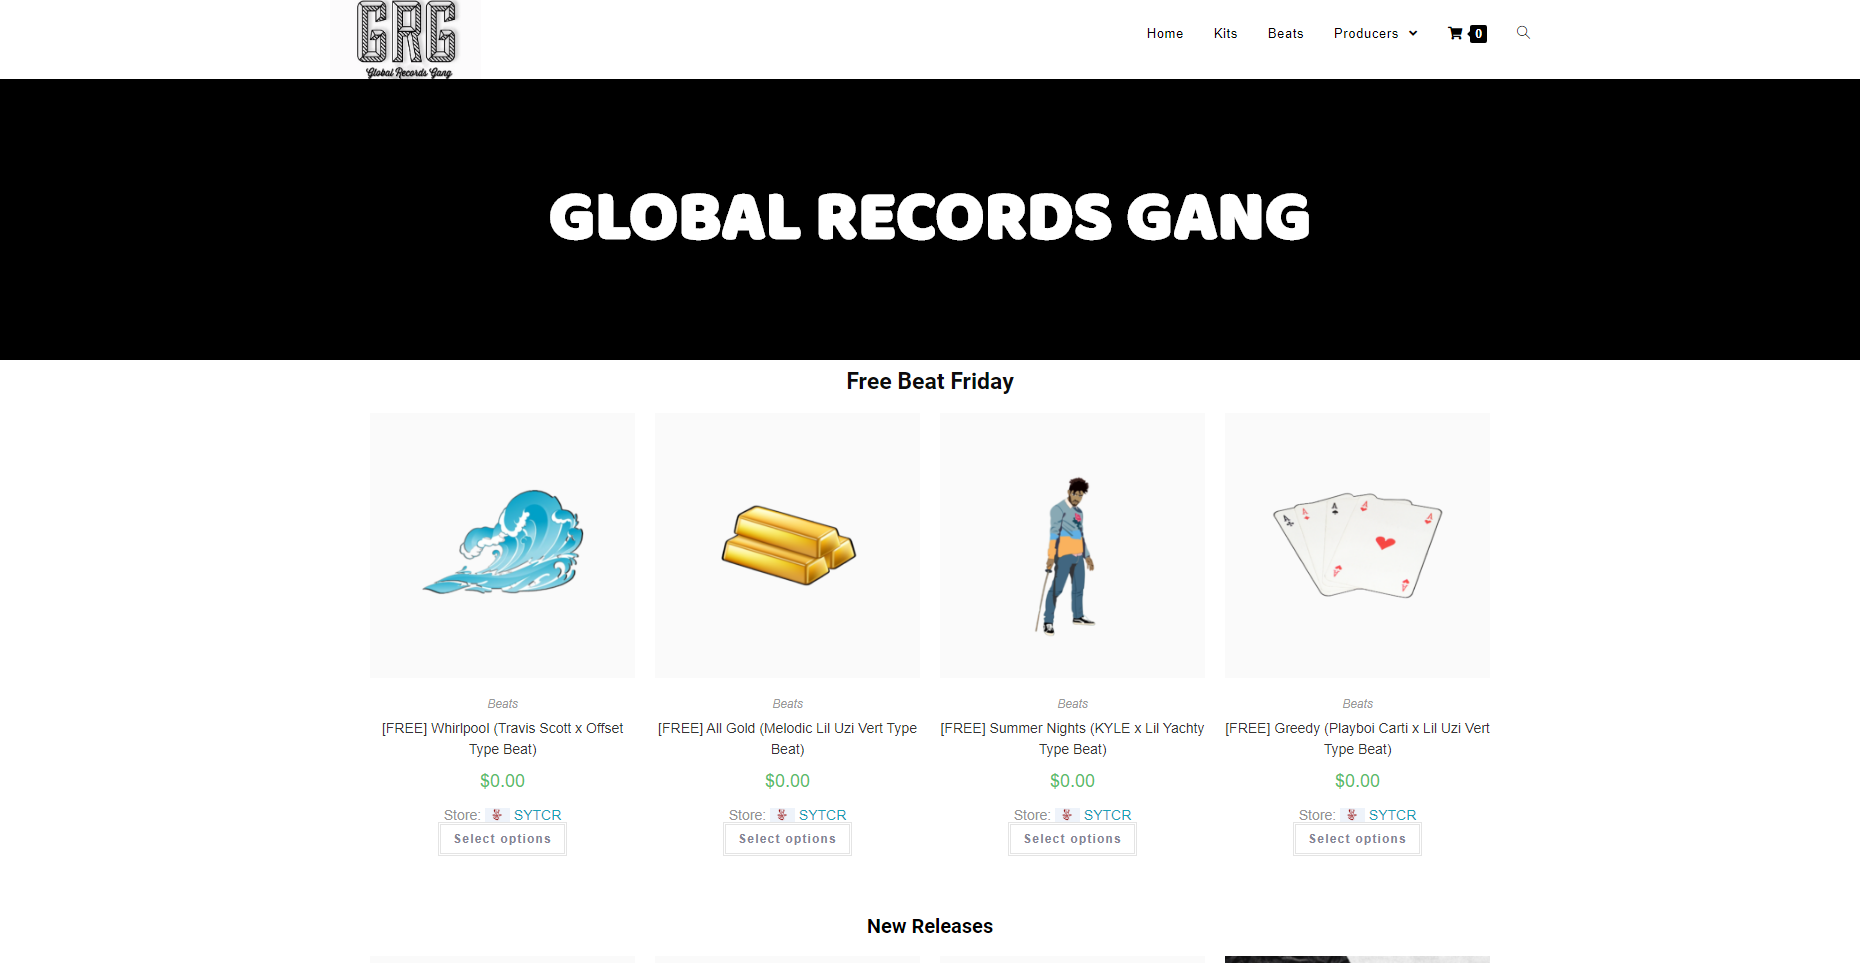 GRG
Global Records Gang
Home Kits Beats Producers 0
GLOBAL RECORDS GANG
Free Beat Friday
Beats
[FREE] Whirlpool (Travis Scott x Offset
Type Beat)
$0.00
Store: SYTCR
Select options
Beats
[FREE] All Gold (Melodic Lil Uzi Vert Type
Beat)
$0.00
Store: SYTCR
Select options
Beats
[FREE] Summer Nights (KYLE x Lil Yachty
Type Beat)
$0.00
Store: SYTCR
Select options
A
A
A
A
A
Beats
[FREE] Greedy (Playboi Carti x Lil Uzi Vert
Type Beat)
$0.00
Store: SYTCR
Select options
New Releases